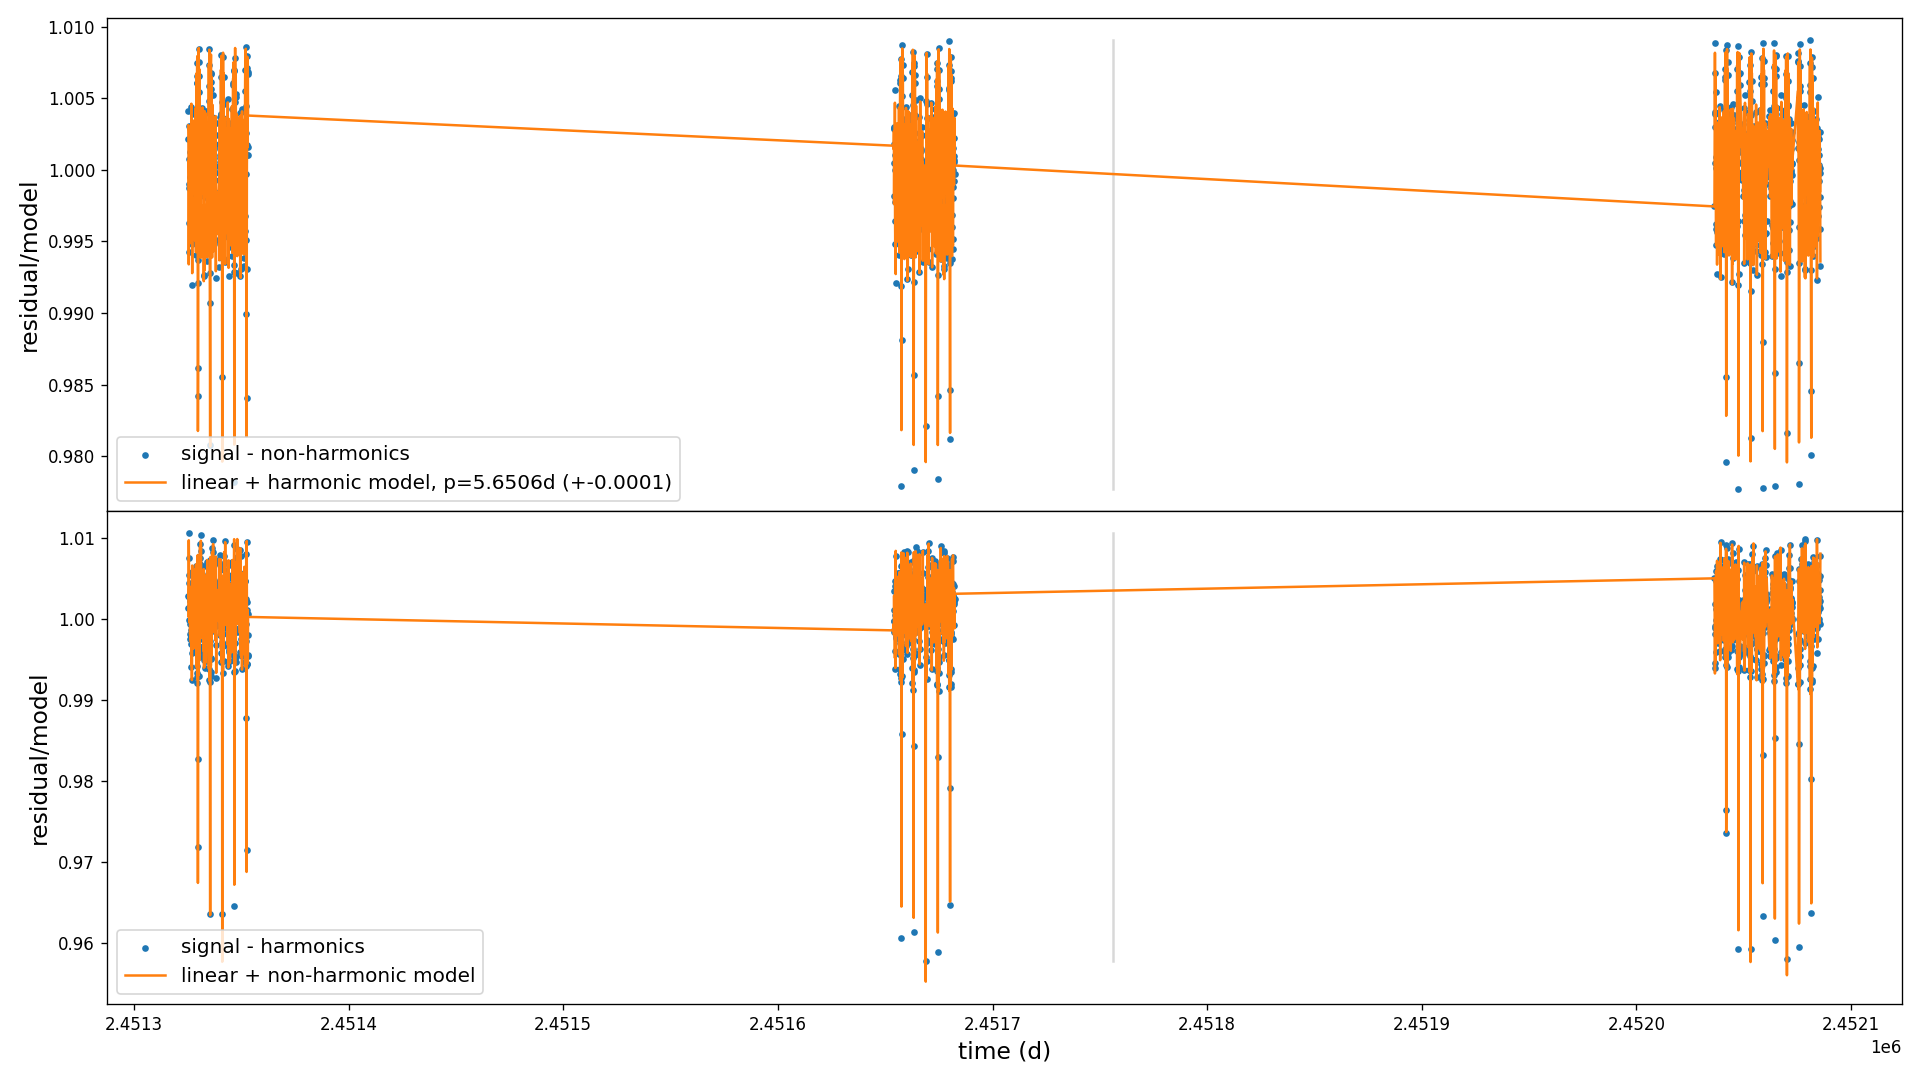 1.010
1.005
1.000
0.995
0.990
0.985
0.980
residual/model
signal - non-harmonics
linear + harmonic model, p=5.6506d (+-0.0001)
1.01
1.00
0.99
0.98
0.97
0.96
residual/model
signal - harmonics
linear + non-harmonic model
2.4513 2.4514 2.4515 2.4516 2.4517 2.4518 2.4519 2.4520 2.4521
1e6
time (d)